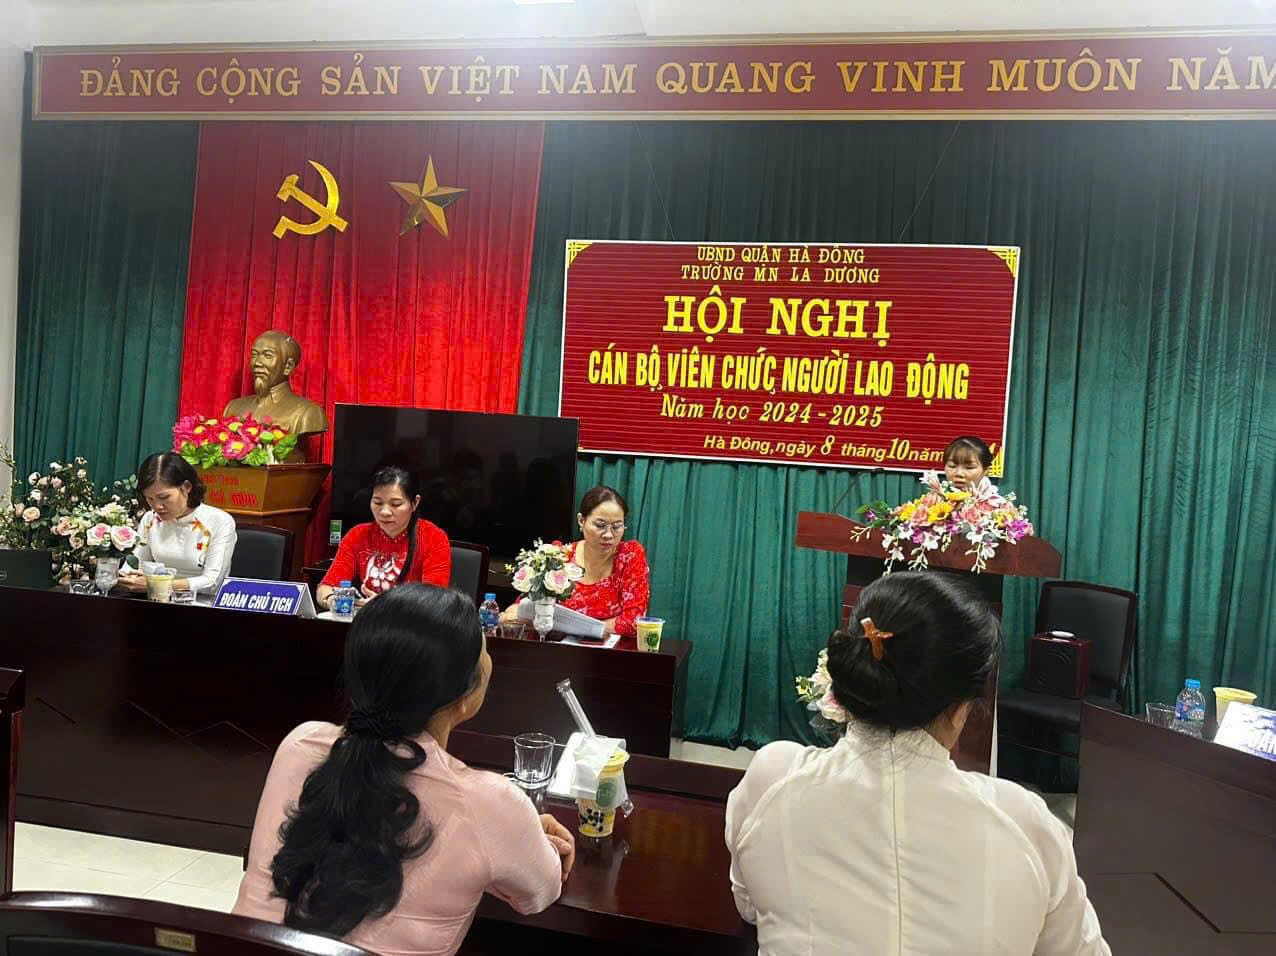 ĐẢNG CỘNG SẢN VIỆT NAM QUANG VINH MUÔN NĂM
UBND QUẬN HÀ ĐÔNG
TRƯỜNG MN LA DƯƠNG
HỘI NGHỊ
CÁN BỘ, VIÊN CHỨC, NGƯỜI LAO ĐỘNG
Năm học 2024-2025
Hà Đông, ngày 8 tháng 10 năm
ĐOÀN CHỦ TỊCH